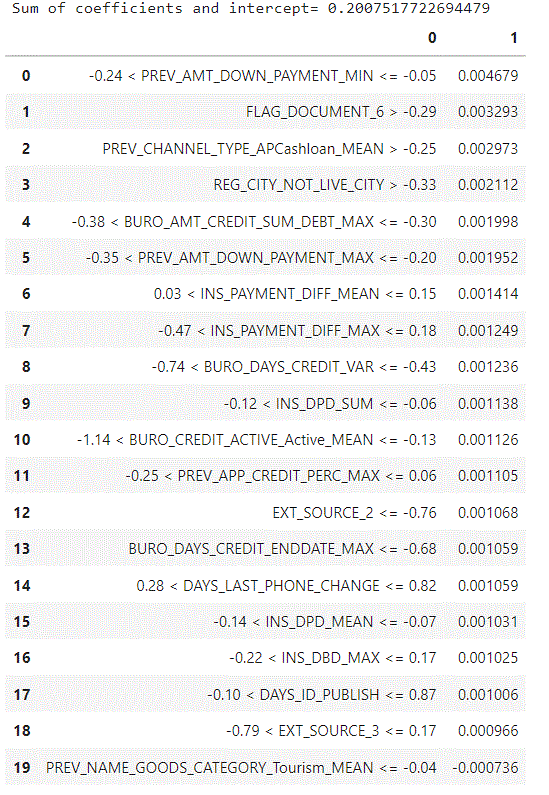 Sum of coefficients and intercept= 0.2007517722694479
0 1
0 -0.24 < PREV_AMT_DOWN_PAYMENT_MIN <= -0.05 0.004679
1 FLAG_DOCUMENT_6 > -0.29 0.003293
2 PREV_CHANNEL_TYPE_APCashloan_MEAN > -0.25 0.002973
3 REG_CITY_NOT_LIVE_CITY > -0.33 0.002112
4 -0.38 < BURO_AMT_CREDIT_SUM_DEBT_MAX <= -0.30 0.001998
5 -0.35 < PREV_AMT_DOWN_PAYMENT_MAX <= -0.20 0.001952
6 0.03 < INS_PAYMENT_DIFF_MEAN <= 0.15 0.001414
7 -0.47 < INS_PAYMENT_DIFF_MAX <= 0.18 0.001249
8 -0.74 < BURO_DAYS_CREDIT_VAR <= -0.43 0.001236
9 -0.12 < INS_DPD_SUM <= -0.06 0.001138
10 -1.14 < BURO_CREDIT_ACTIVE_Active_MEAN <= -0.13 0.001126
11 -0.25 < PREV_APP_CREDIT_PERC_MAX <= 0.06 0.001105
12 EXT_SOURCE_2 <= -0.76 0.001068
13 BURO_DAYS_CREDIT_ENDDATE_MAX <= -0.68 0.001059
14 0.28 < DAYS_LAST_PHONE_CHANGE <= 0.82 0.001059
15 -0.14 < INS_DPD_MEAN <= -0.07 0.001031
16 -0.22 < INS_DBD_MAX <= 0.17 0.001025
17 -0.10 < DAYS_ID_PUBLISH <= 0.87 0.001006
18 -0.79 < EXT_SOURCE_3 <= 0.17 0.000966
19 PREV_NAME_GOODS_CATEGORY_Tourism_MEAN <= -0.04 -0.000736